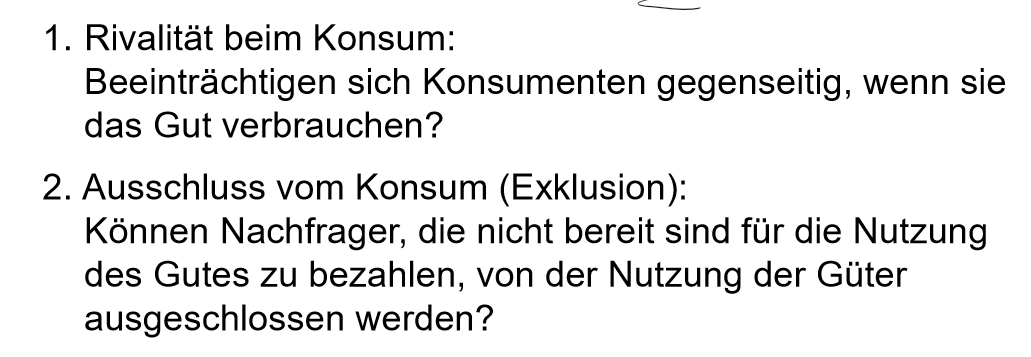 1. Rivalität beim Konsum:
Beeinträchtigen sich Konsumenten gegenseitig, wenn sie
das Gut verbrauchen?
2. Ausschluss vom Konsum (Exklusion):
Können Nachfrager, die nicht bereit sind für die Nutzung
des Gutes zu bezahlen, von der Nutzung der Güter
ausgeschlossen werden?